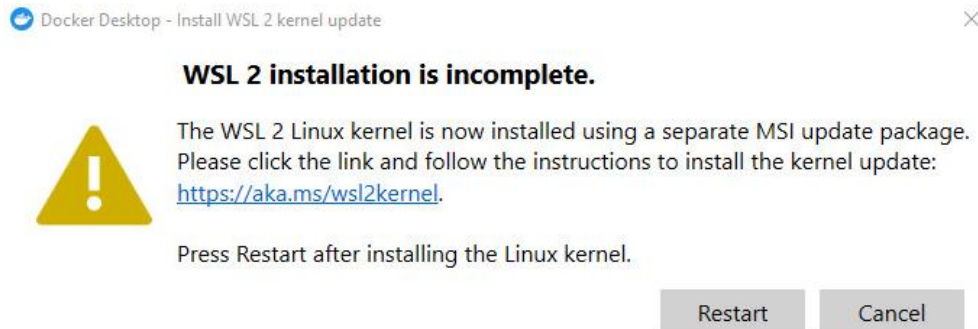 Docker Desktop - Install WSL 2 kernel update
WSL 2 installation is incomplete.
The WSL 2 Linux kernel is now installed using a separate MSI update package.
Please click the link and follow the instructions to install the kernel update:
https://aka.ms/wsl2kernel.
Press Restart after installing the Linux kernel.
Restart Cancel